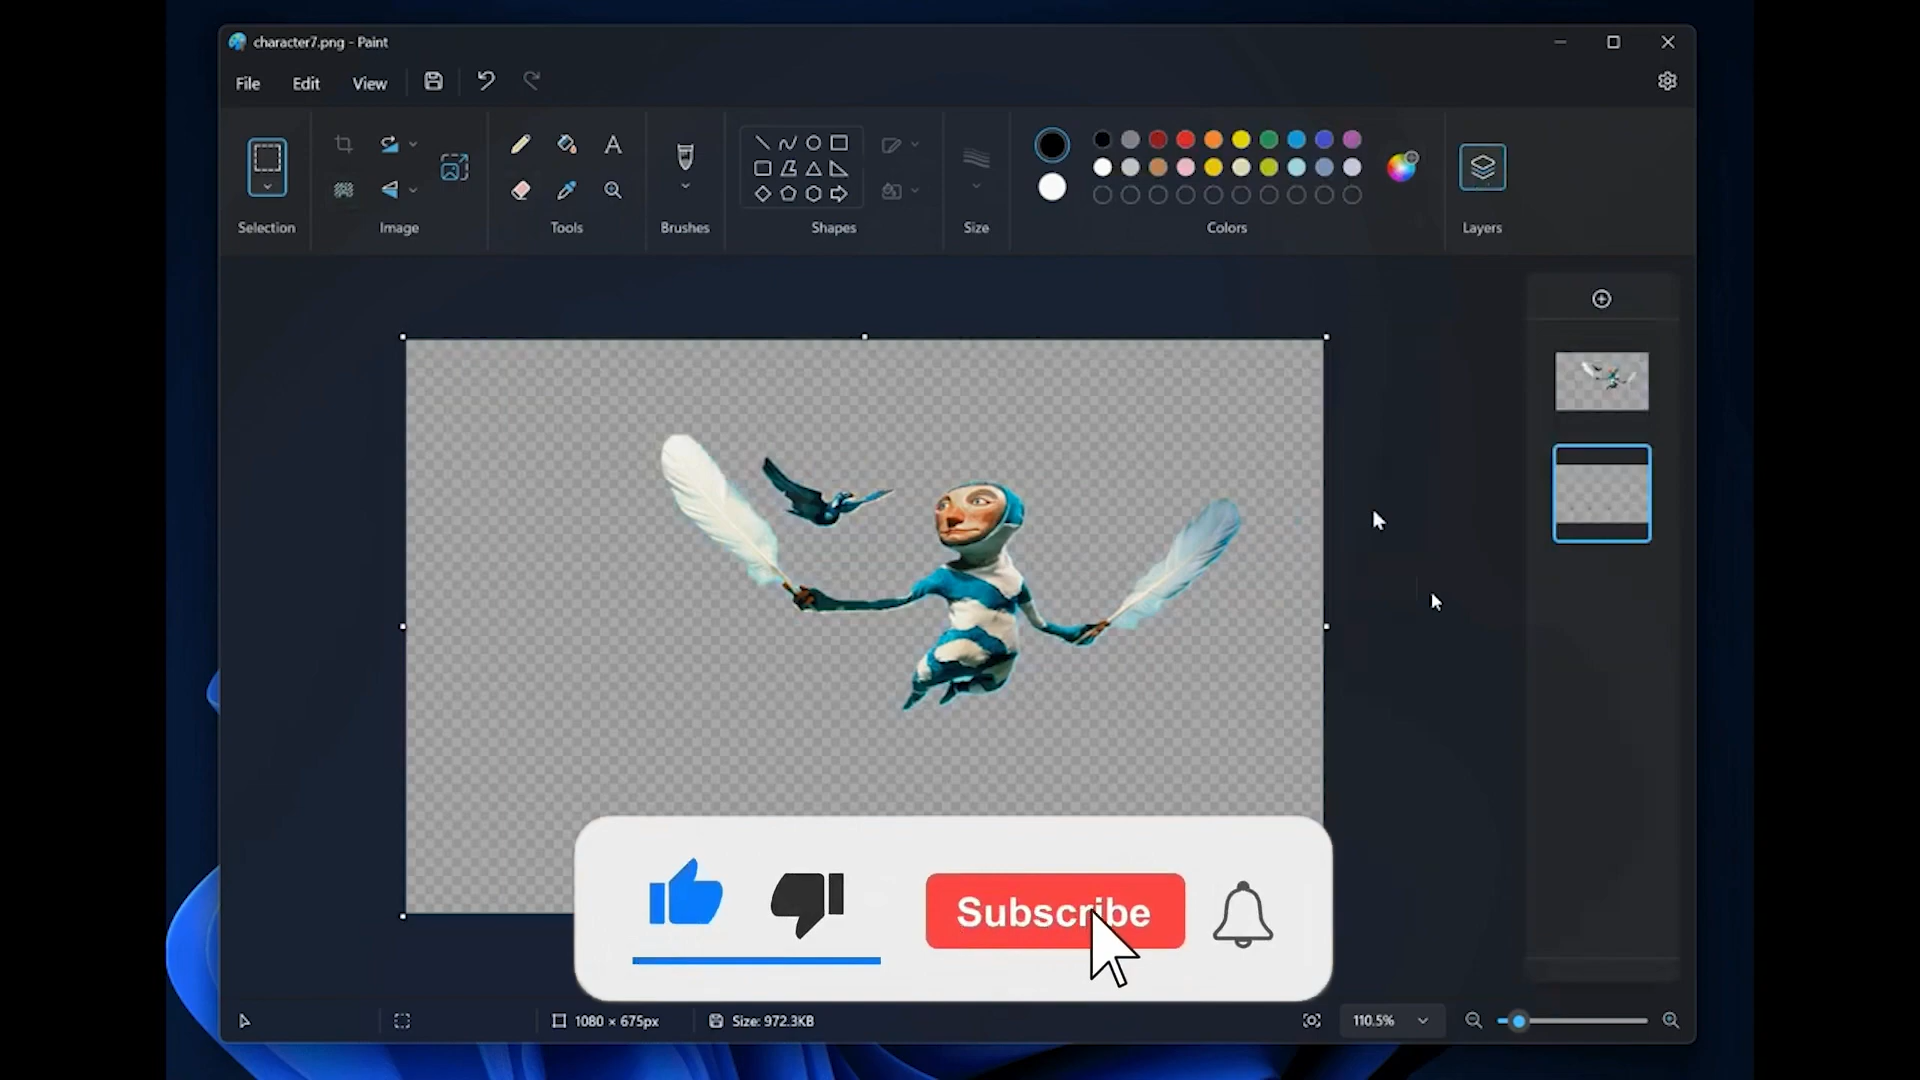 character7.png - Paint
File Edit View
Selection Image Tools Brushes Shapes Size Colors Layers
Subscribe
1080 × 675px Size: 972.3KB 110.5%